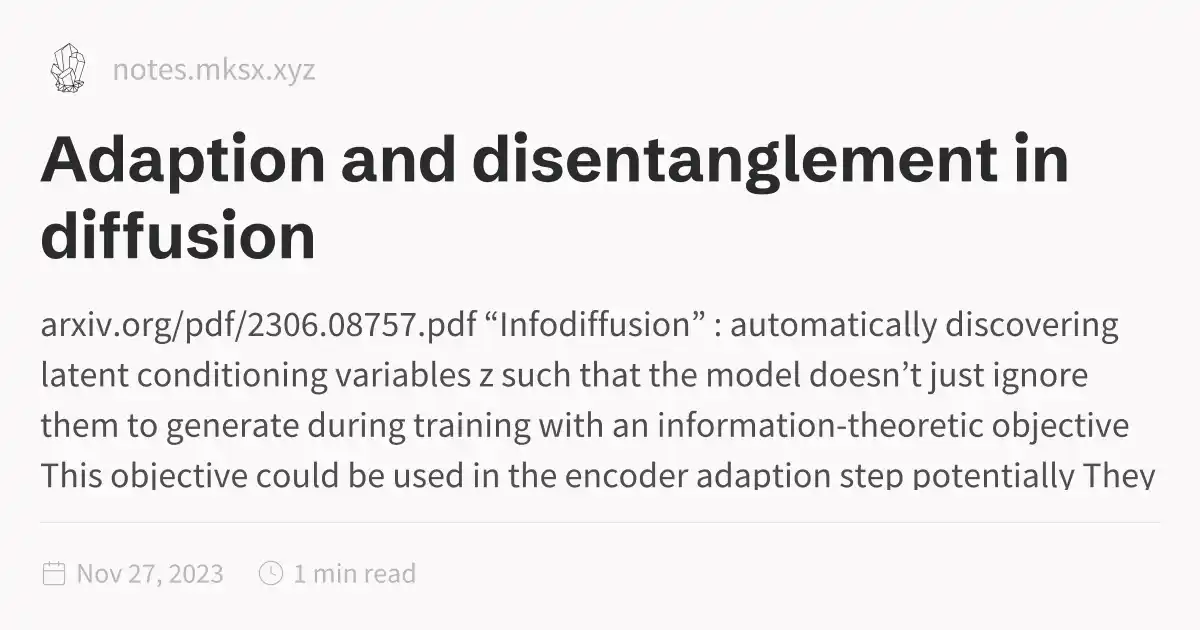 notes.mksx.xyz
Adaption and disentanglement in
diffusion
arxiv.org/pdf/2306.08757.pdf “Infodiffusion” : automatically discovering
latent conditioning variables z such that the model doesn’t just ignore
them to generate during training with an information-theoretic objective
This objective could be used in the encoder adaption step potentially They
Nov 27, 2023
1 min read